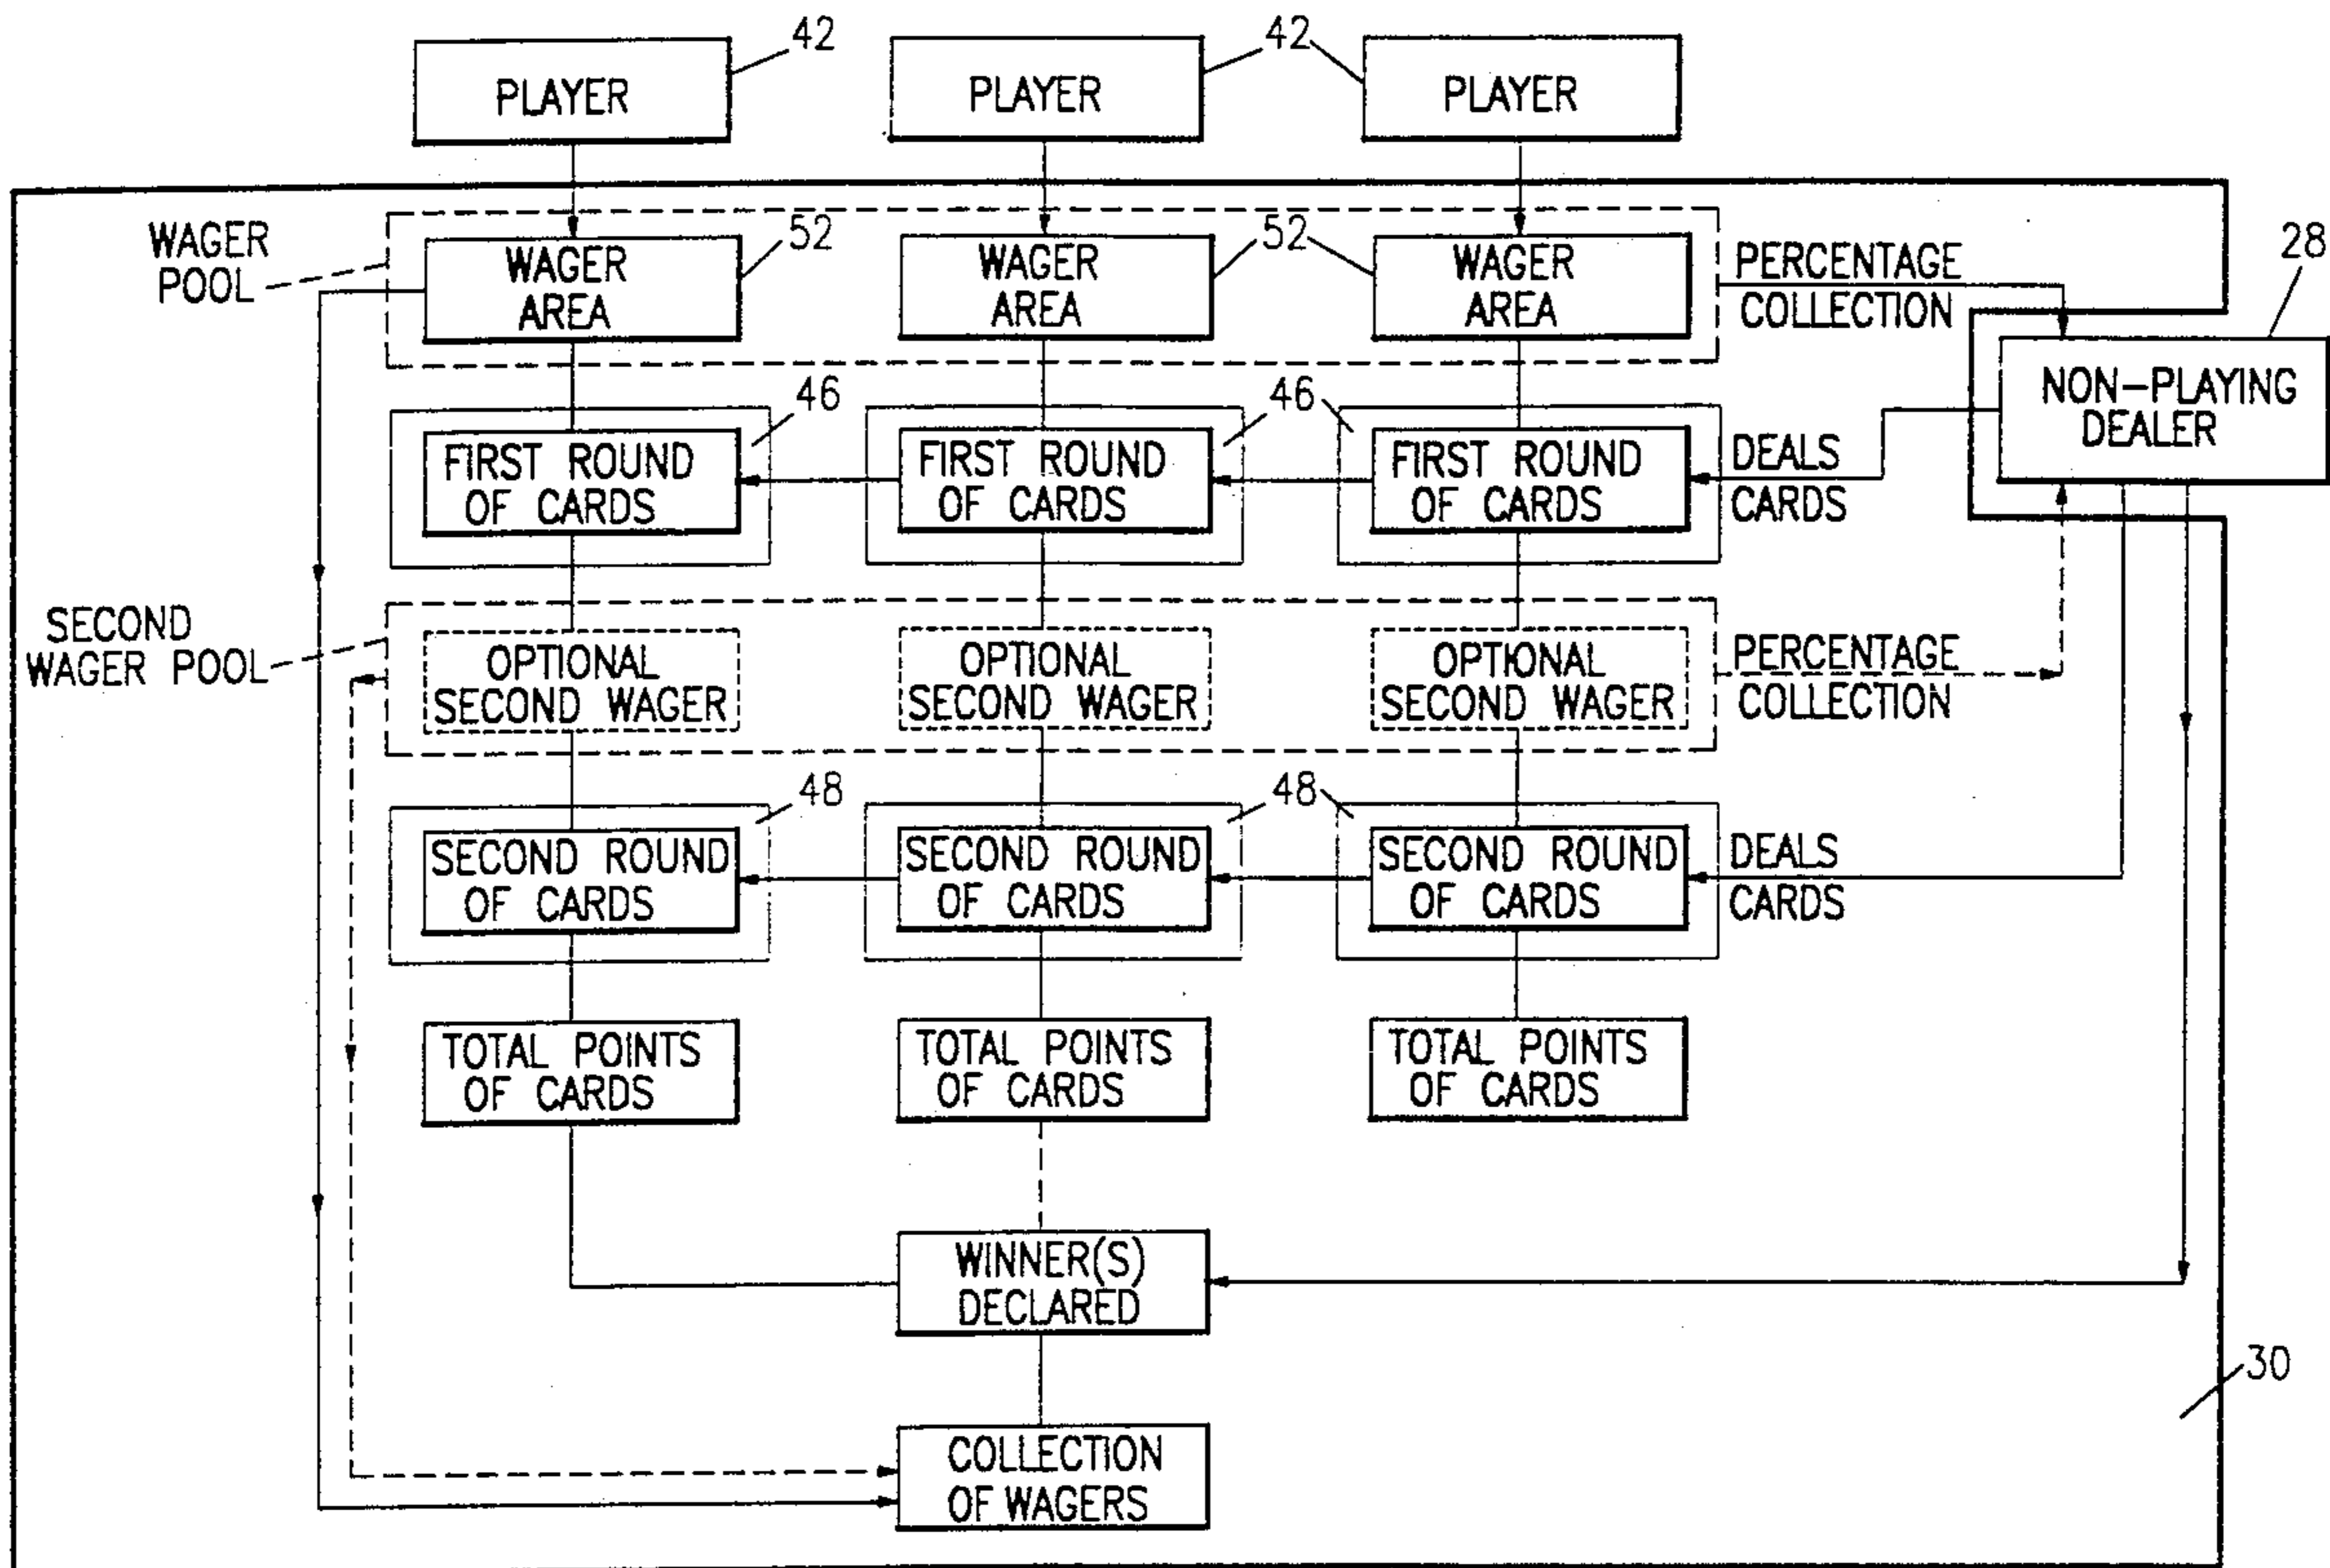 42
42
PLAYER
PLAYER
PLAYER
WAGER
POOL
52
52
WAGER
AREA
WAGER
AREA
WAGER
AREA
PERCENTAGE
COLLECTION
28
NON-PLAYING
DEALER
46
46
FIRST ROUND
OF CARDS
FIRST ROUND
OF CARDS
FIRST ROUND
OF CARDS
DEALS
CARDS
SECOND
WAGER POOL
OPTIONAL
SECOND WAGER
OPTIONAL
SECOND WAGER
OPTIONAL
SECOND WAGER
PERCENTAGE
COLLECTION
48
48
SECOND ROUND
OF CARDS
SECOND ROUND
OF CARDS
SECOND ROUND
OF CARDS
DEALS
CARDS
TOTAL POINTS
OF CARDS
TOTAL POINTS
OF CARDS
TOTAL POINTS
OF CARDS
WINNER(S)
DECLARED
30
COLLECTION
OF WAGERS